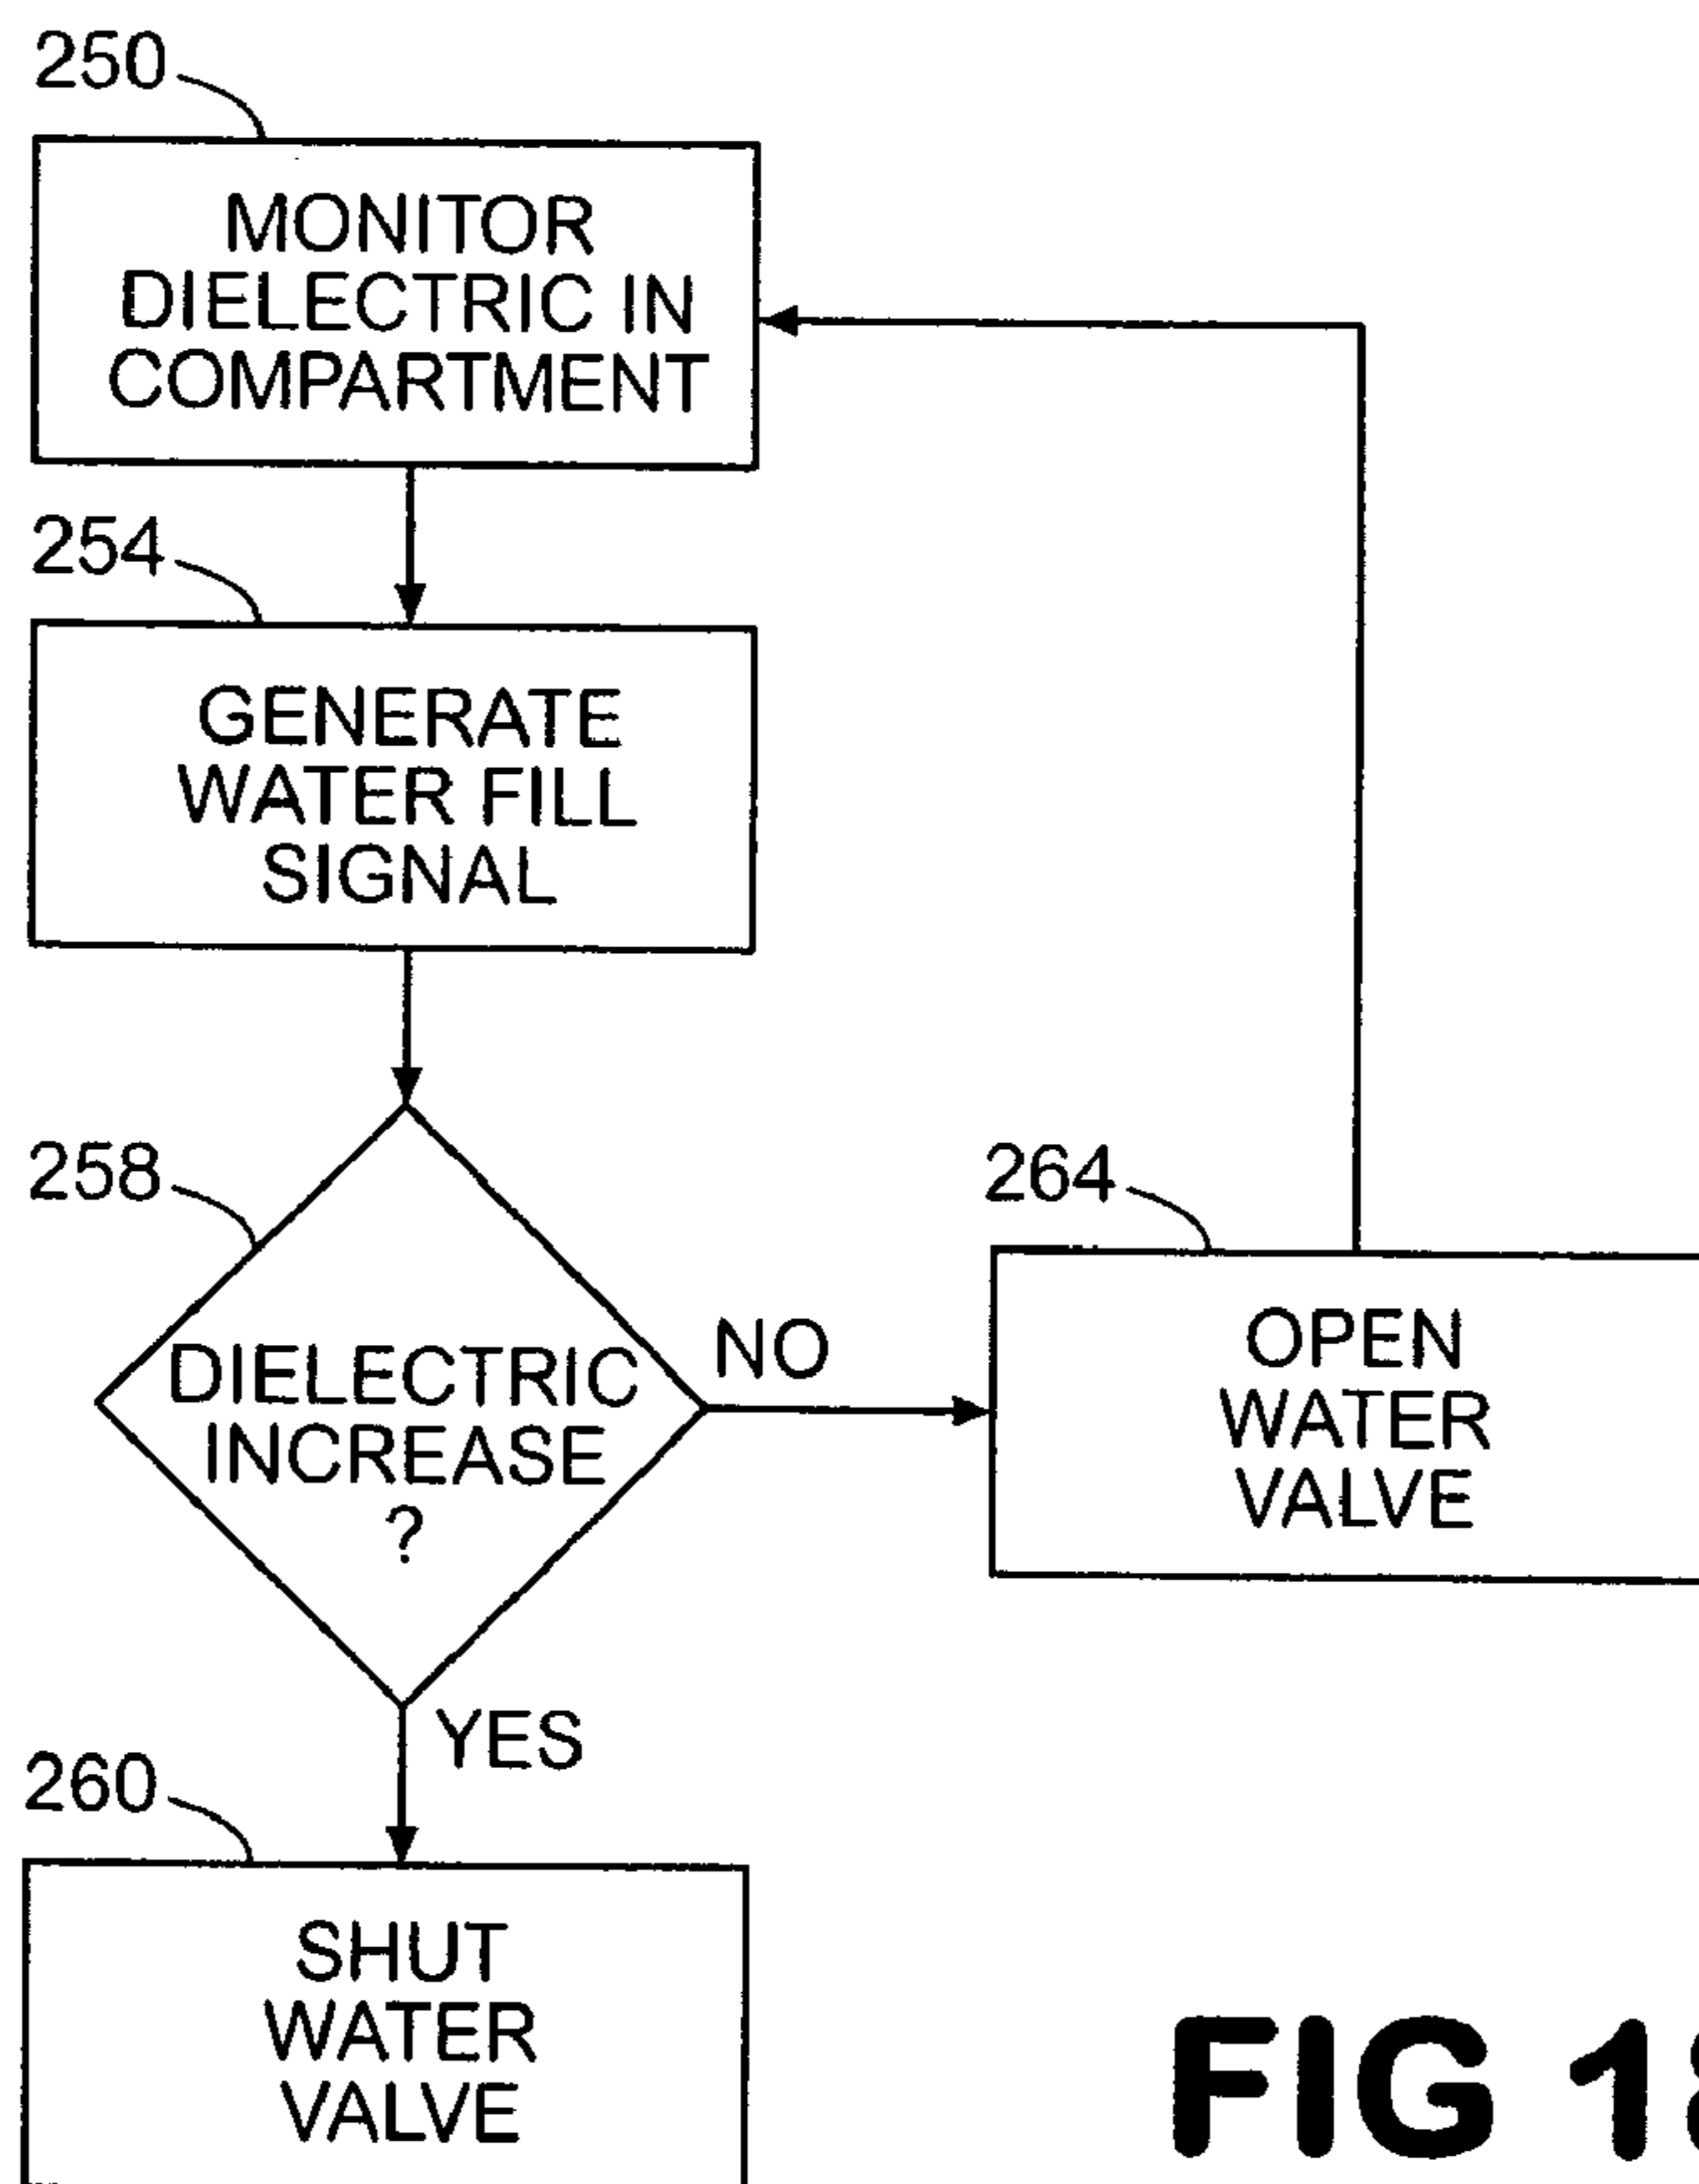 250
MONITOR
DIELECTRIC IN
COMPARTMENT
254
GENERATE
WATER FILL
SIGNAL
258
DIELECTRIC
INCREASE
?
NO
264
OPEN
WATER
VALVE
YES
260
SHUT
WATER
VALVE
FIG